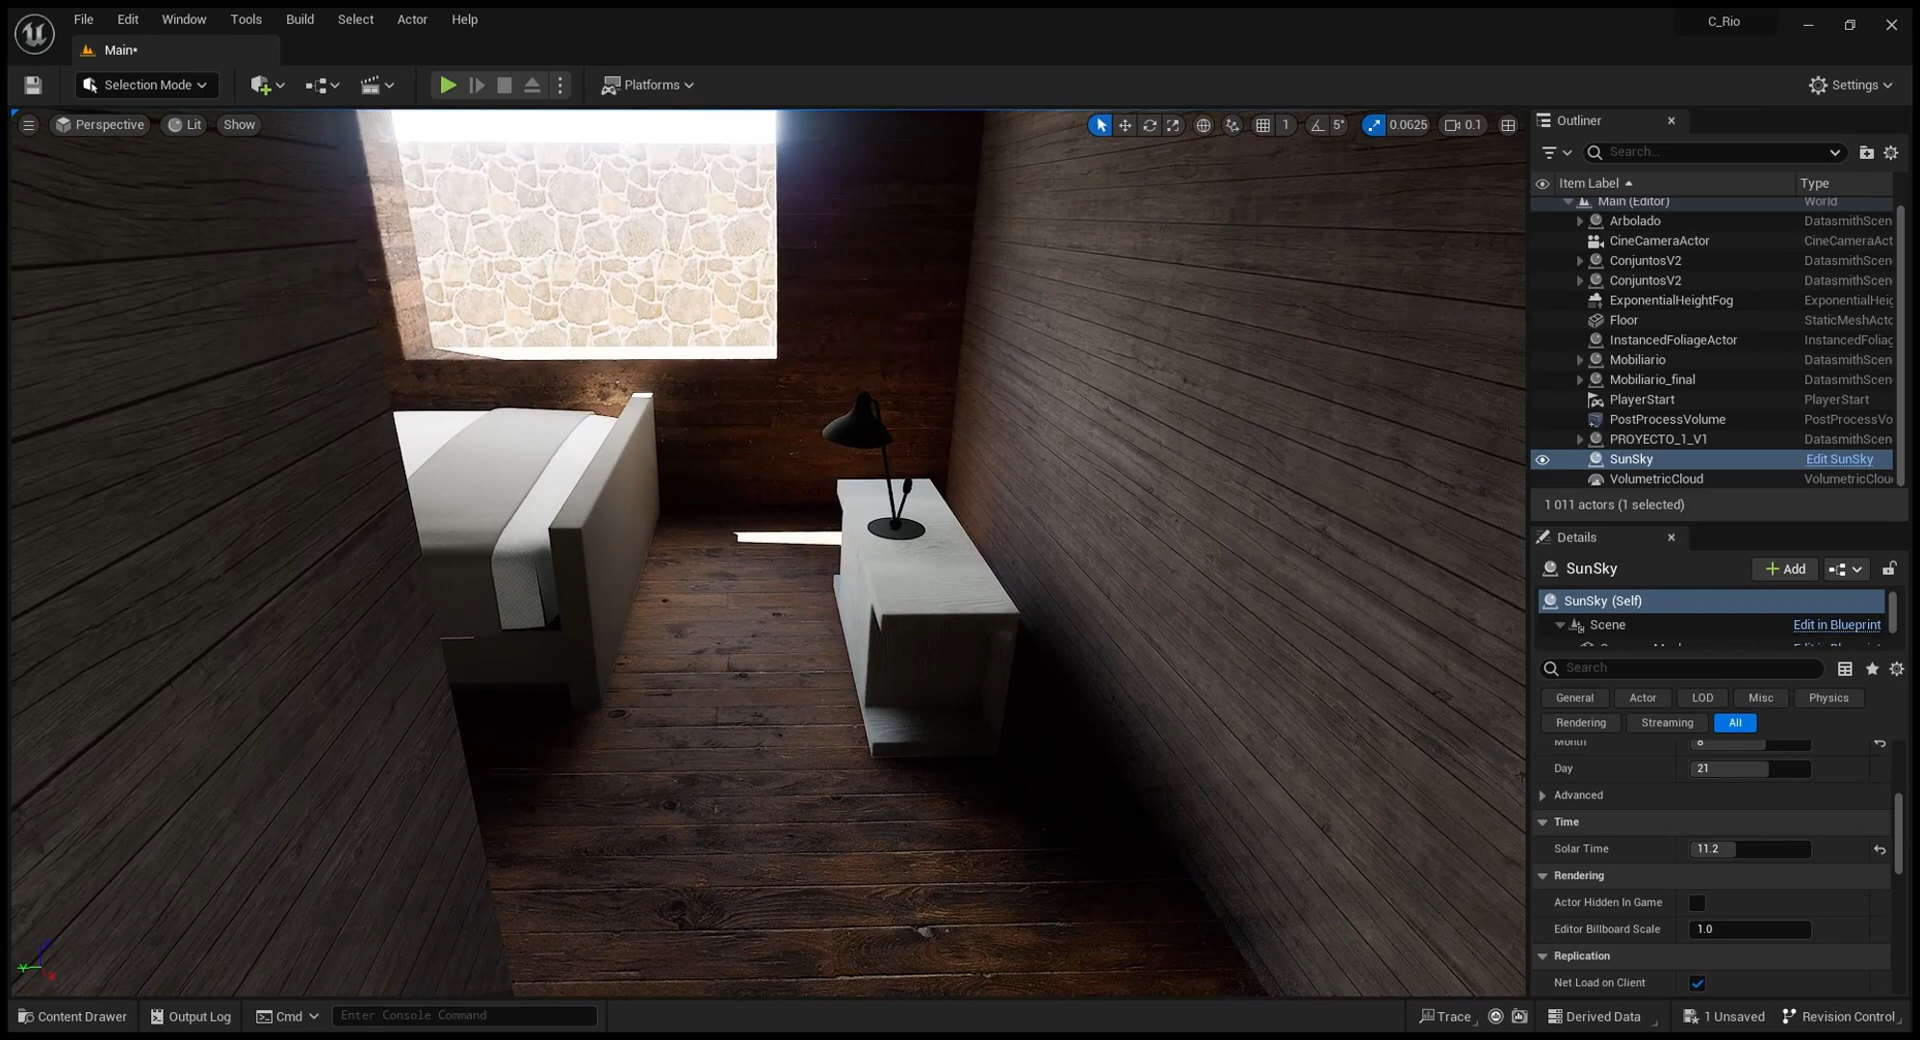 File Edit Window Tools Build Select Actor Help
C_Rio
Main•
Selection Mode
Platforms
Settings
Perspective Lit Show
1 5° 0.0625 0.1
Outliner
Search...
Item Label Type
Main (Editor) World
Arbolado DatasmithScen
CineCameraActor CineCameraAct
ConjuntosV2 DatasmithScen
ConjuntosV2 DatasmithScen
ExponentialHeightFog ExponentialHeig
Floor StaticMeshActo
InstancedFoliageActor InstancedFoliag
Mobiliario DatasmithScen
Mobiliario_final DatasmithScen
PlayerStart PlayerStart
PostProcessVolume PostProcessVo
PROYECTO_1_V1 DatasmithScen
SunSky Edit SunSky
VolumetricCloud VolumetricClou
1 011 actors (1 selected)
Details
SunSky
Add
SunSky (Self)
Scene Edit in Blueprint
Search
General Actor LOD Misc Physics
Rendering Streaming All
Month 8
Day 21
Advanced
Time
Solar Time 11.2
Rendering
Actor Hidden In Game
Editor Billboard Scale 1.0
Replication
Net Load on Client
Content Drawer Output Log Cmd Enter Console Command
Trace Derived Data 1 Unsaved Revision Control